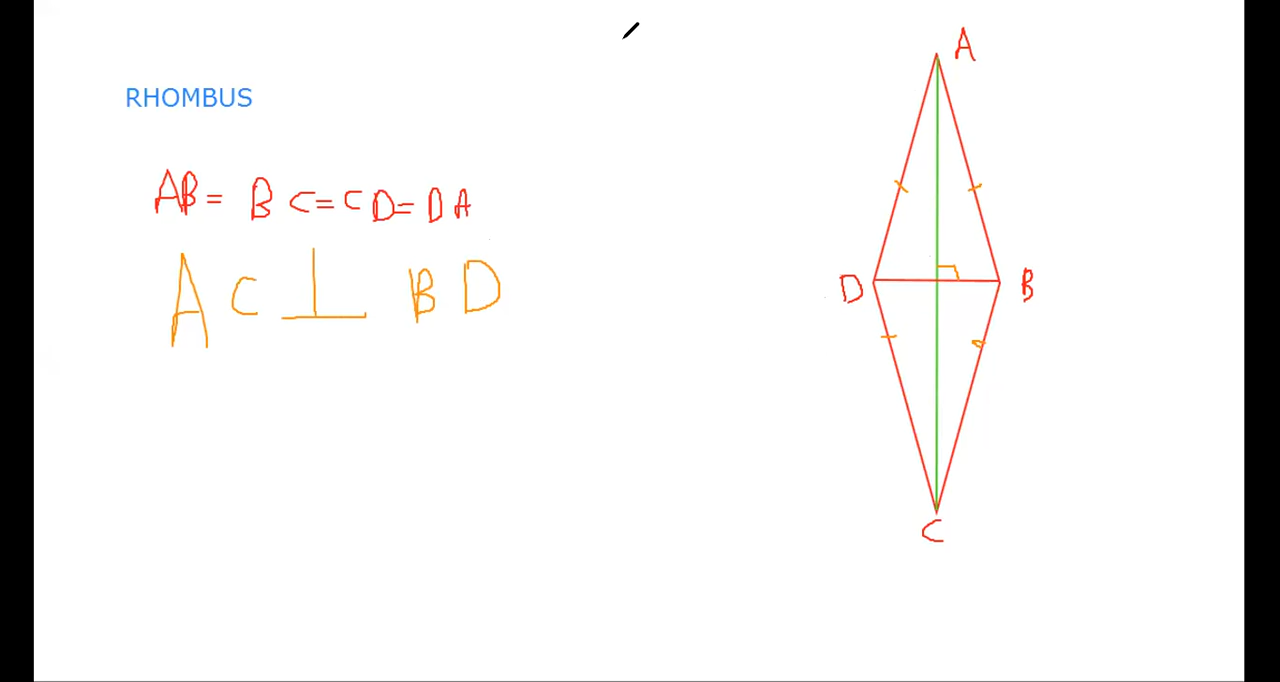 RHOMBUS
AB = BC = CD = DA
AC ⊥ BD
A
D
B
C